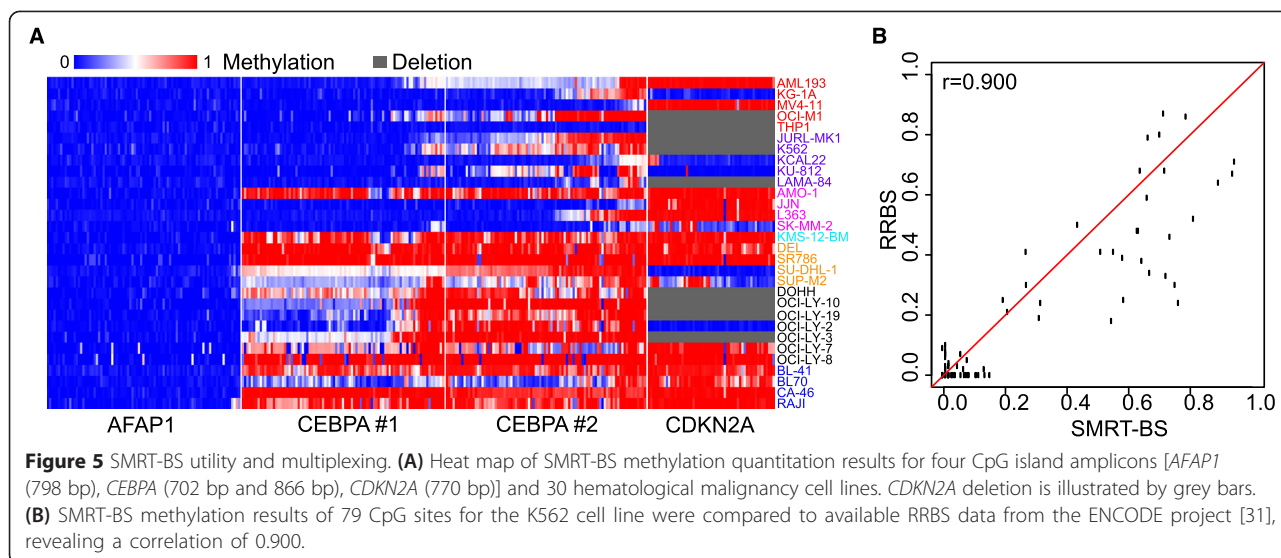 A
0 1 Methylation Deletion
AML193
KG-1A
MV4-11
OCI-M1
THP1
JURL-MK1
K562
KCAL22
KU-812
LAMA-84
AMO-1
JJN
L363
SK-MM-2
KMS-12-BM
DEL
SR786
SU-DHL-1
SUP-M2
DOHH
OCI-LY-10
OCI-LY-19
OCI-LY-2
OCI-LY-3
OCI-LY-7
OCI-LY-8
BL-41
BL70
CA-46
RAJI
AFAP1 CEBPA #1 CEBPA #2 CDKN2A
B
r=0.900
RRBS
1.0
0.8
0.6
0.4
0.2
0.0
0.0 0.2 0.4 0.6 0.8 1.0
SMRT-BS
Figure 5 SMRT-BS utility and multiplexing. (A) Heat map of SMRT-BS methylation quantitation results for four CpG island amplicons [AFAP1
(798 bp), CEBPA (702 bp and 866 bp), CDKN2A (770 bp)] and 30 hematological malignancy cell lines. CDKN2A deletion is illustrated by grey bars.
(B) SMRT-BS methylation results of 79 CpG sites for the K562 cell line were compared to available RRBS data from the ENCODE project [31],
revealing a correlation of 0.900.